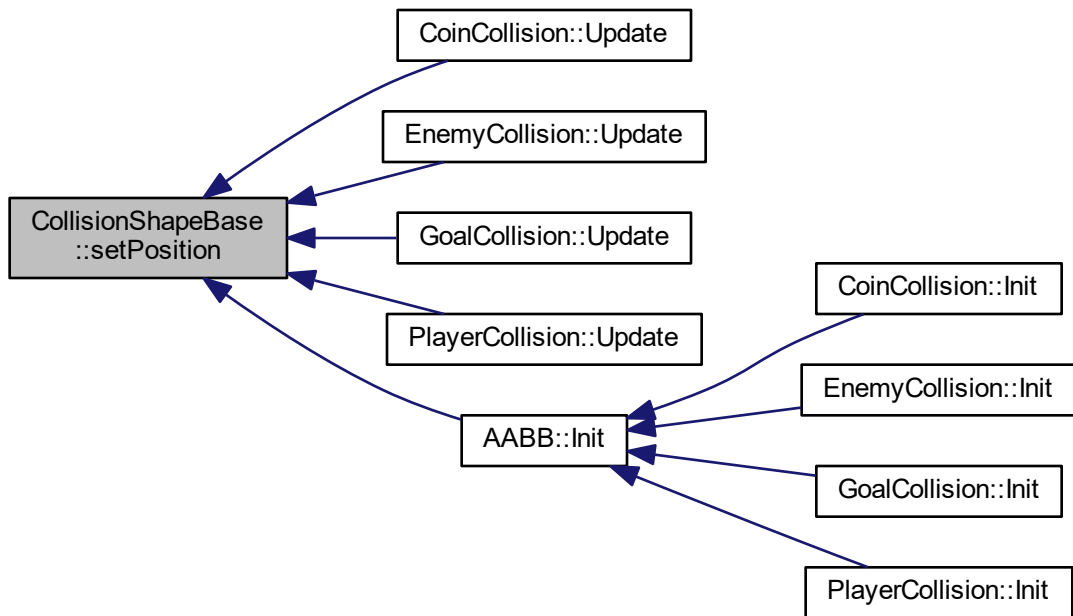 CoinCollision::Update
EnemyCollision::Update
CollisionShapeBase
::setPosition
GoalCollision::Update
PlayerCollision::Update
AABB::Init
CoinCollision::Init
EnemyCollision::Init
GoalCollision::Init
PlayerCollision::Init